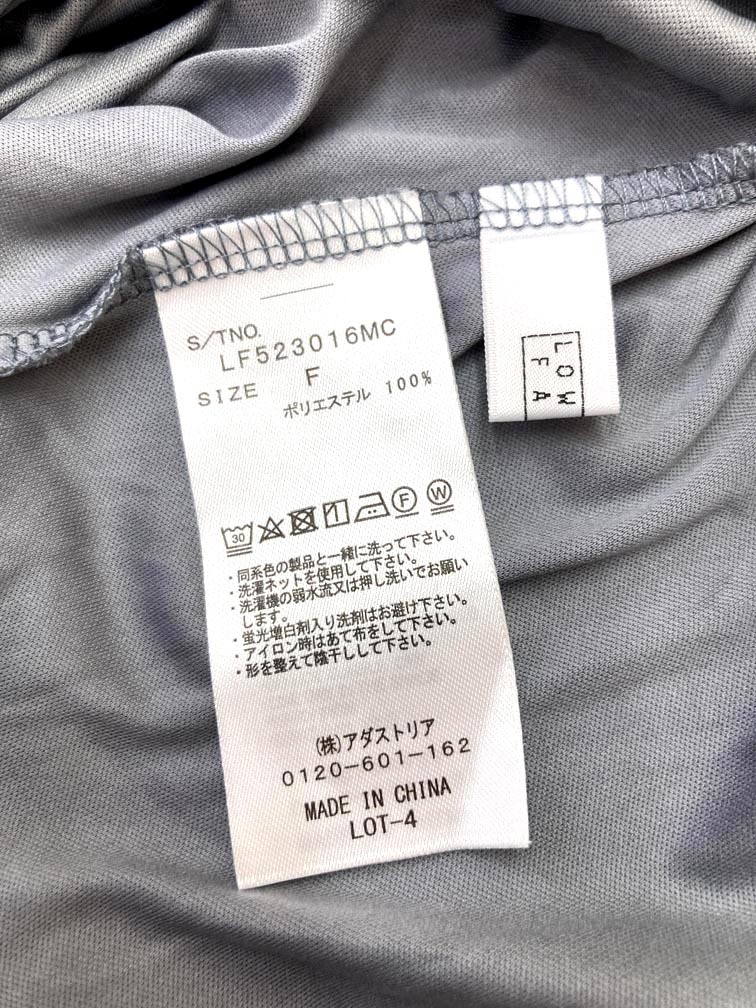 S/TNO.
LF523016MC
SIZE F
ポリエステル 100%
30 F W
・同系色の製品と一緒に洗って下さい。
・洗濯ネットを使用して下さい。
・洗濯機の弱水流又は押し洗いでお願い
します。
・蛍光増白剤入り洗剤はお避け下さい。
・アイロン時はあて布をして下さい。
・形を整えて陰干しして下さい。
(株)アダストリア
0120-601-162
MADE IN CHINA
LOT-4
LOW
FA